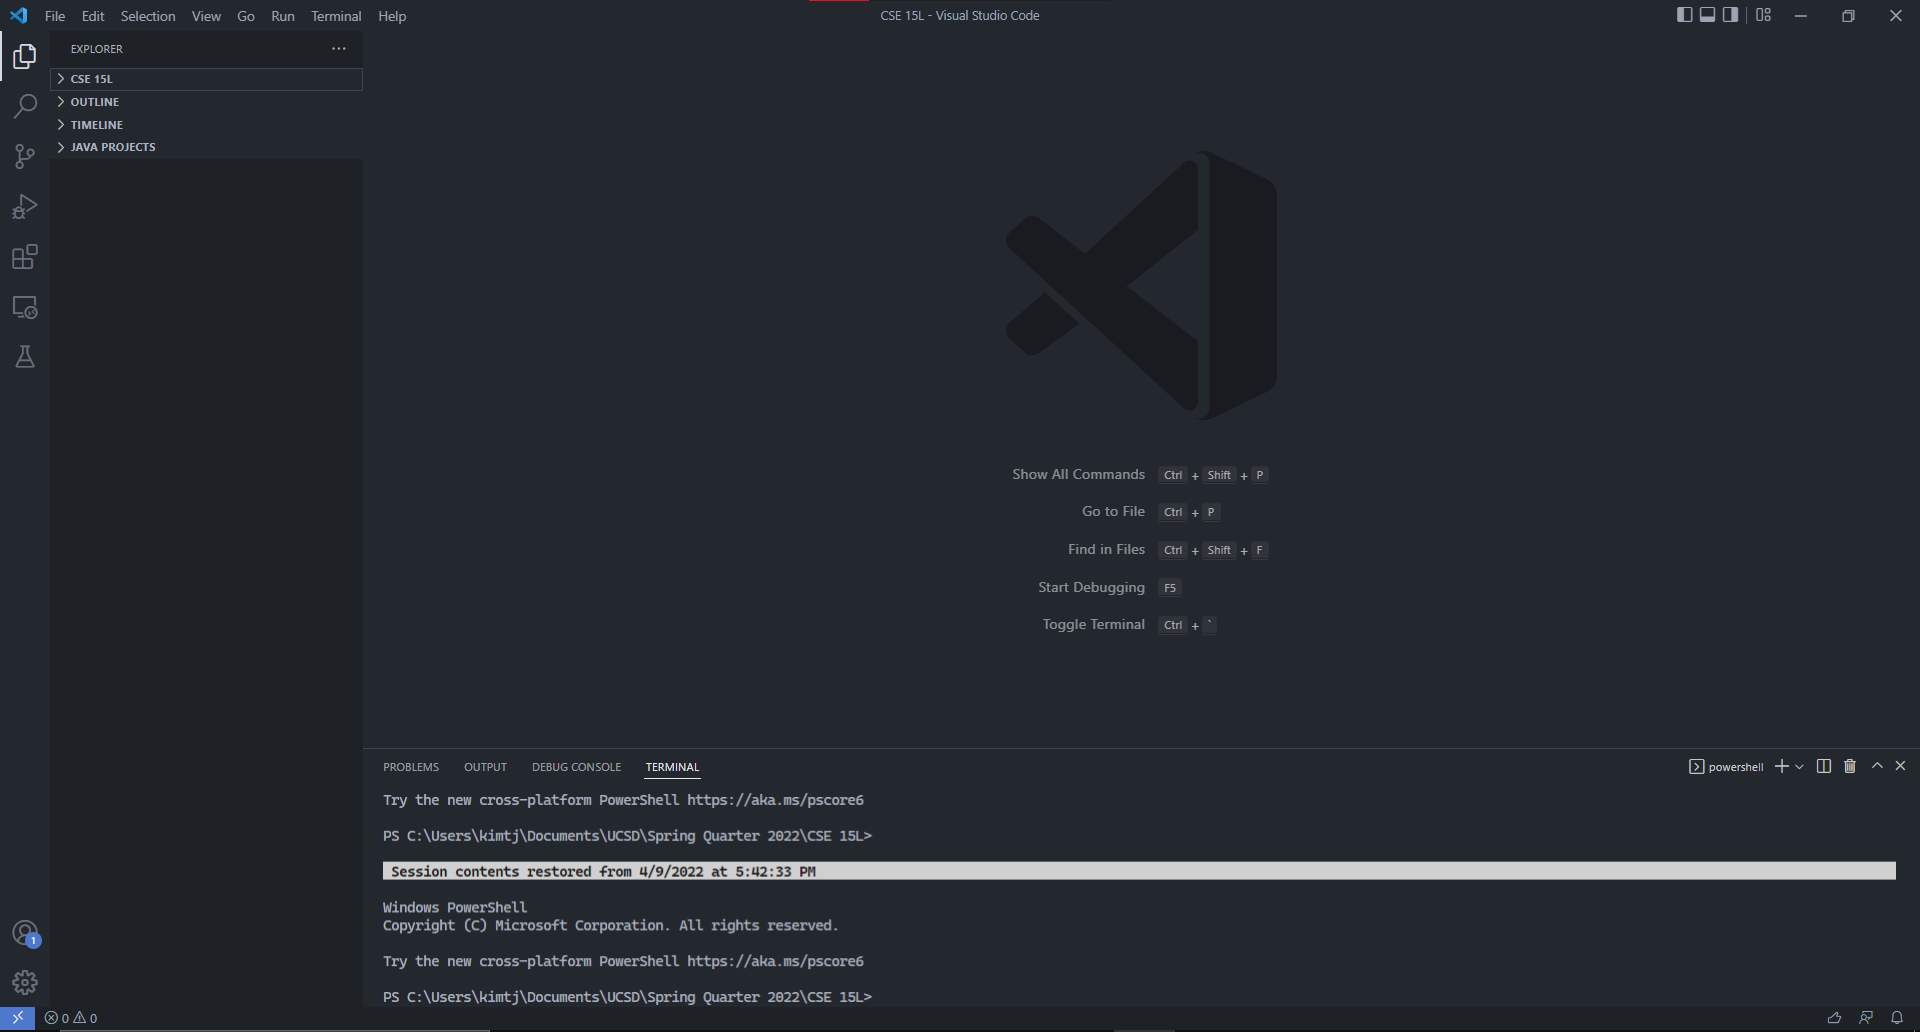 File Edit Selection View Go Run Terminal Help
CSE 15L - Visual Studio Code
EXPLORER
CSE 15L
OUTLINE
TIMELINE
JAVA PROJECTS
Show All Commands Ctrl + Shift + P
Go to File Ctrl + P
Find in Files Ctrl + Shift + F
Start Debugging F5
Toggle Terminal Ctrl + `
PROBLEMS OUTPUT DEBUG CONSOLE TERMINAL
powershell
Try the new cross-platform PowerShell https://aka.ms/pscore6
PS C:\Users\kimtj\Documents\UCSD\Spring Quarter 2022\CSE 15L>
Session contents restored from 4/9/2022 at 5:42:33 PM
Windows PowerShell
Copyright (C) Microsoft Corporation. All rights reserved.
Try the new cross-platform PowerShell https://aka.ms/pscore6
PS C:\Users\kimtj\Documents\UCSD\Spring Quarter 2022\CSE 15L>
1
0 0